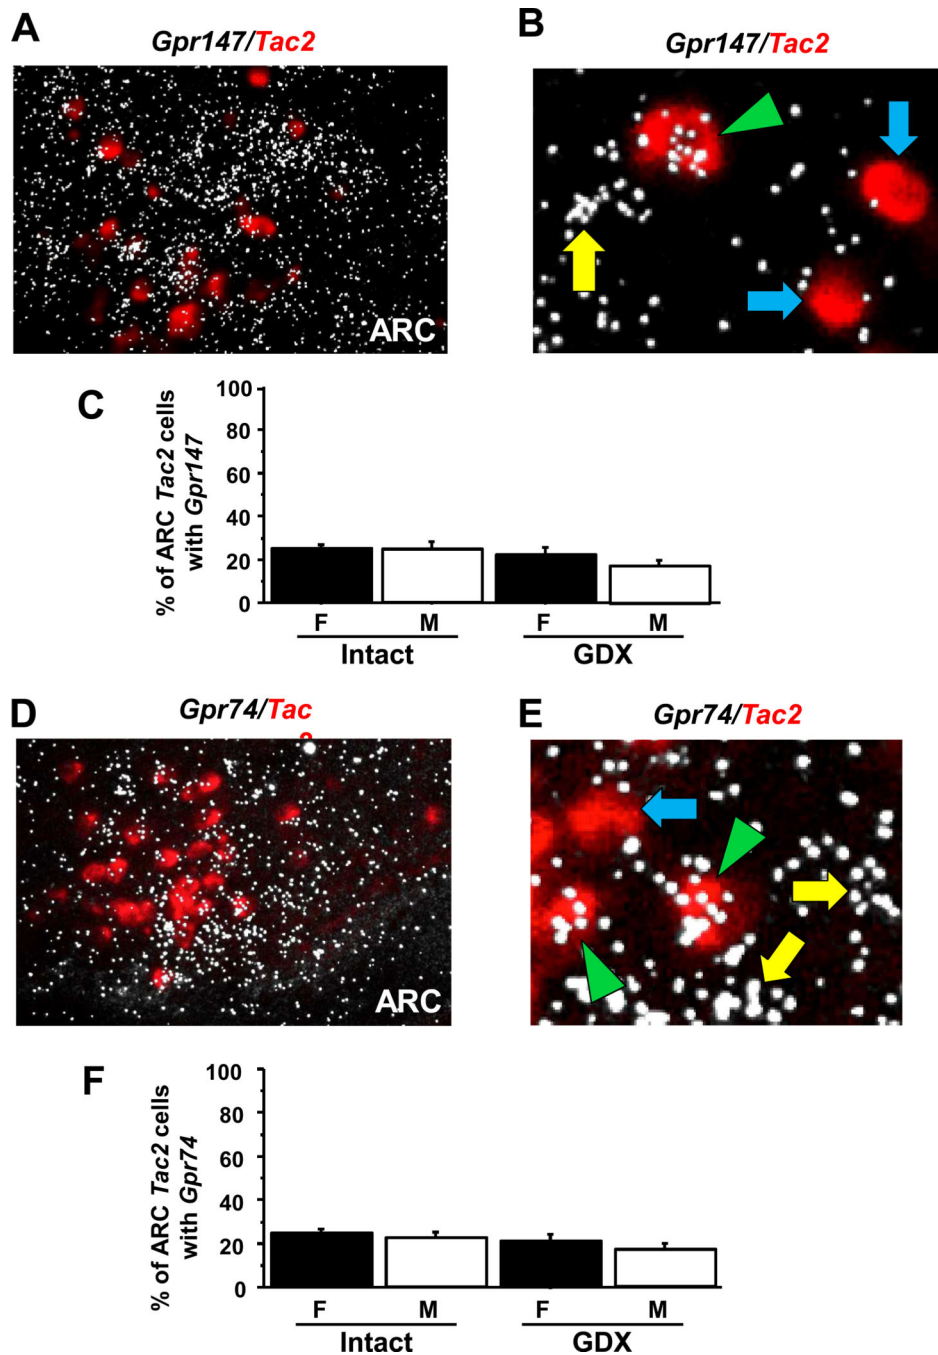 A
Gpr147/Tac2
ARC
B
Gpr147/Tac2
C
% of ARC Tac2 cells
with Gpr147
100
80
60
40
20
0
F
M
F
M
Intact
GDX
D
Gpr74/Tac
ARC
E
Gpr74/Tac2
F
% of ARC Tac2 cells
with Gpr74
100
80
60
40
20
0
F
M
F
M
Intact
GDX